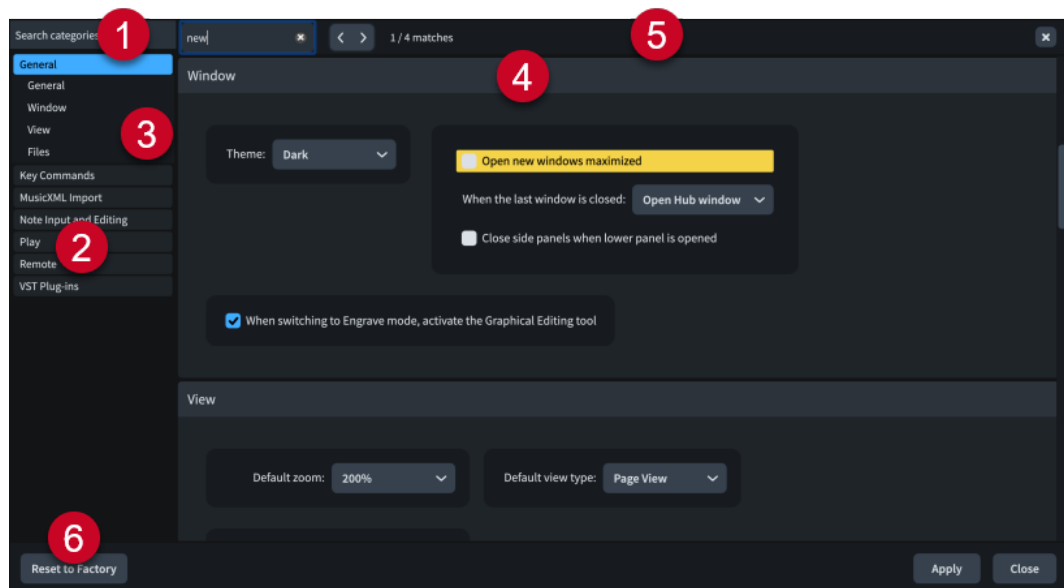 Search categories
1
new
1 / 4 matches
5
General
General
Window
View
3
Files
Key Commands
MusicXML Import
Note Input and Editing
Play
2
Remote
VST Plug-ins
Window
4
Theme: Dark
Open new windows maximized
When the last window is closed: Open Hub window
Close side panels when lower panel is opened
When switching to Engrave mode, activate the Graphical Editing tool
View
Default zoom: 200%
Default view type: Page View
6
Reset to Factory
Apply
Close